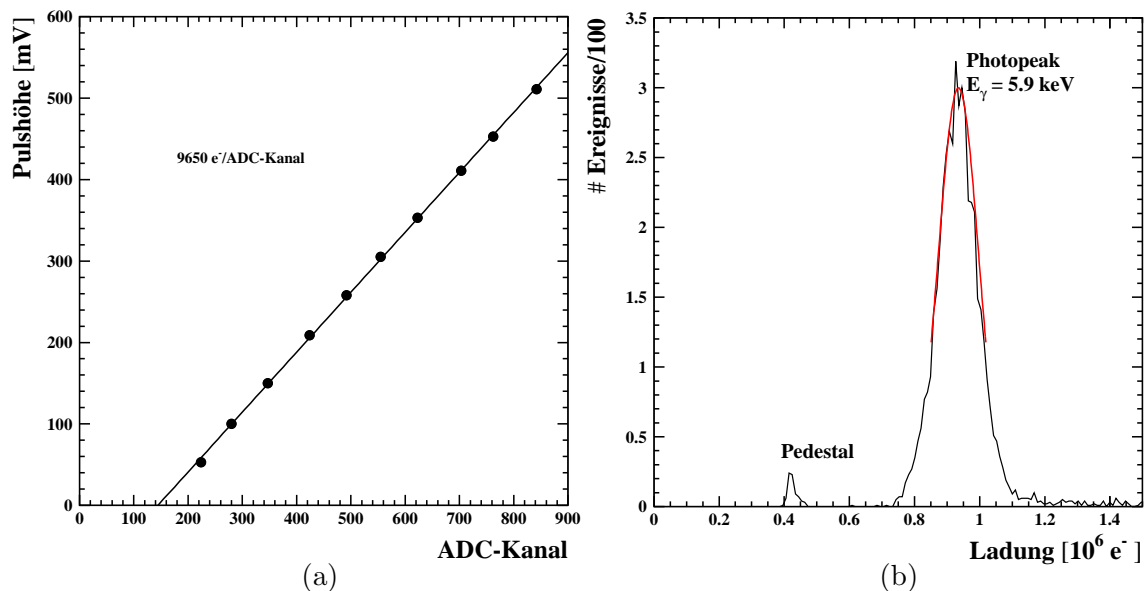 Pulshöhe [mV]
600
500
400
300
200
100
0
9650 e-/ADC-Kanal
0 100 200 300 400 500 600 700 800 900
ADC-Kanal
(a)
# Ereignisse/100
3.5
3
2.5
2
1.5
1
0.5
0
Photopeak
Eγ = 5.9 keV
Pedestal
0 0.2 0.4 0.6 0.8 1 1.2 1.4
Ladung [10⁶ e-]
(b)